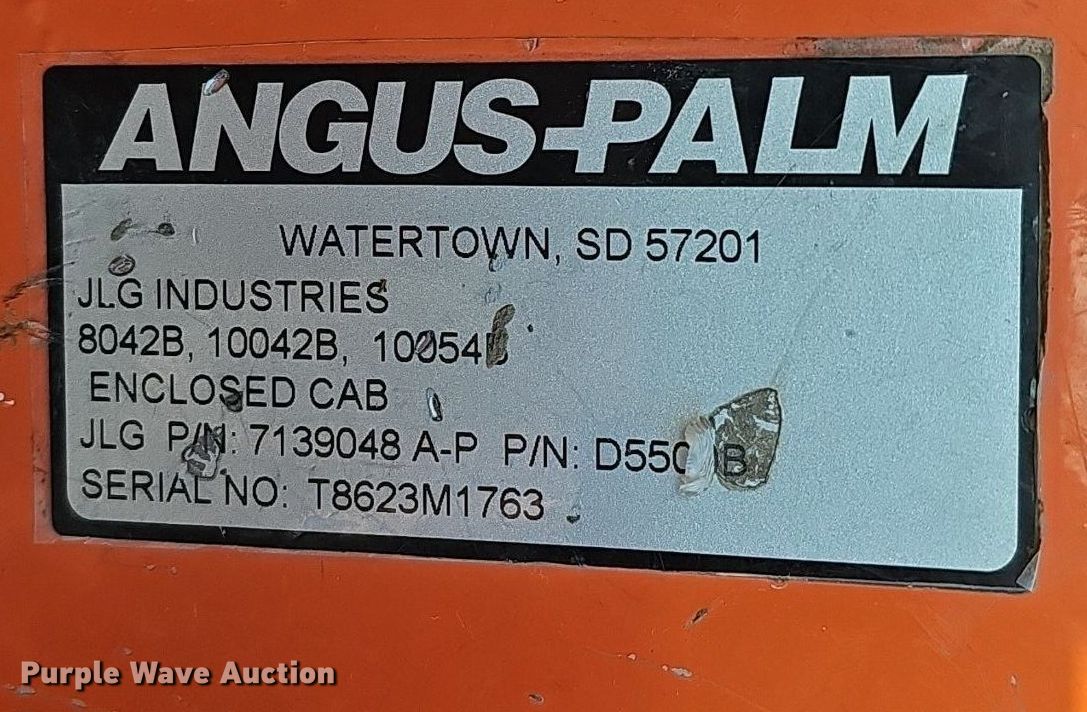 ANGUS-PALM
WATERTOWN, SD 57201
JLG INDUSTRIES
8042B, 10042B, 10054B
ENCLOSED CAB
JLG P/N: 7139048 A-P P/N:
SERIAL NO: T8623M1763
Purple Wave Auction